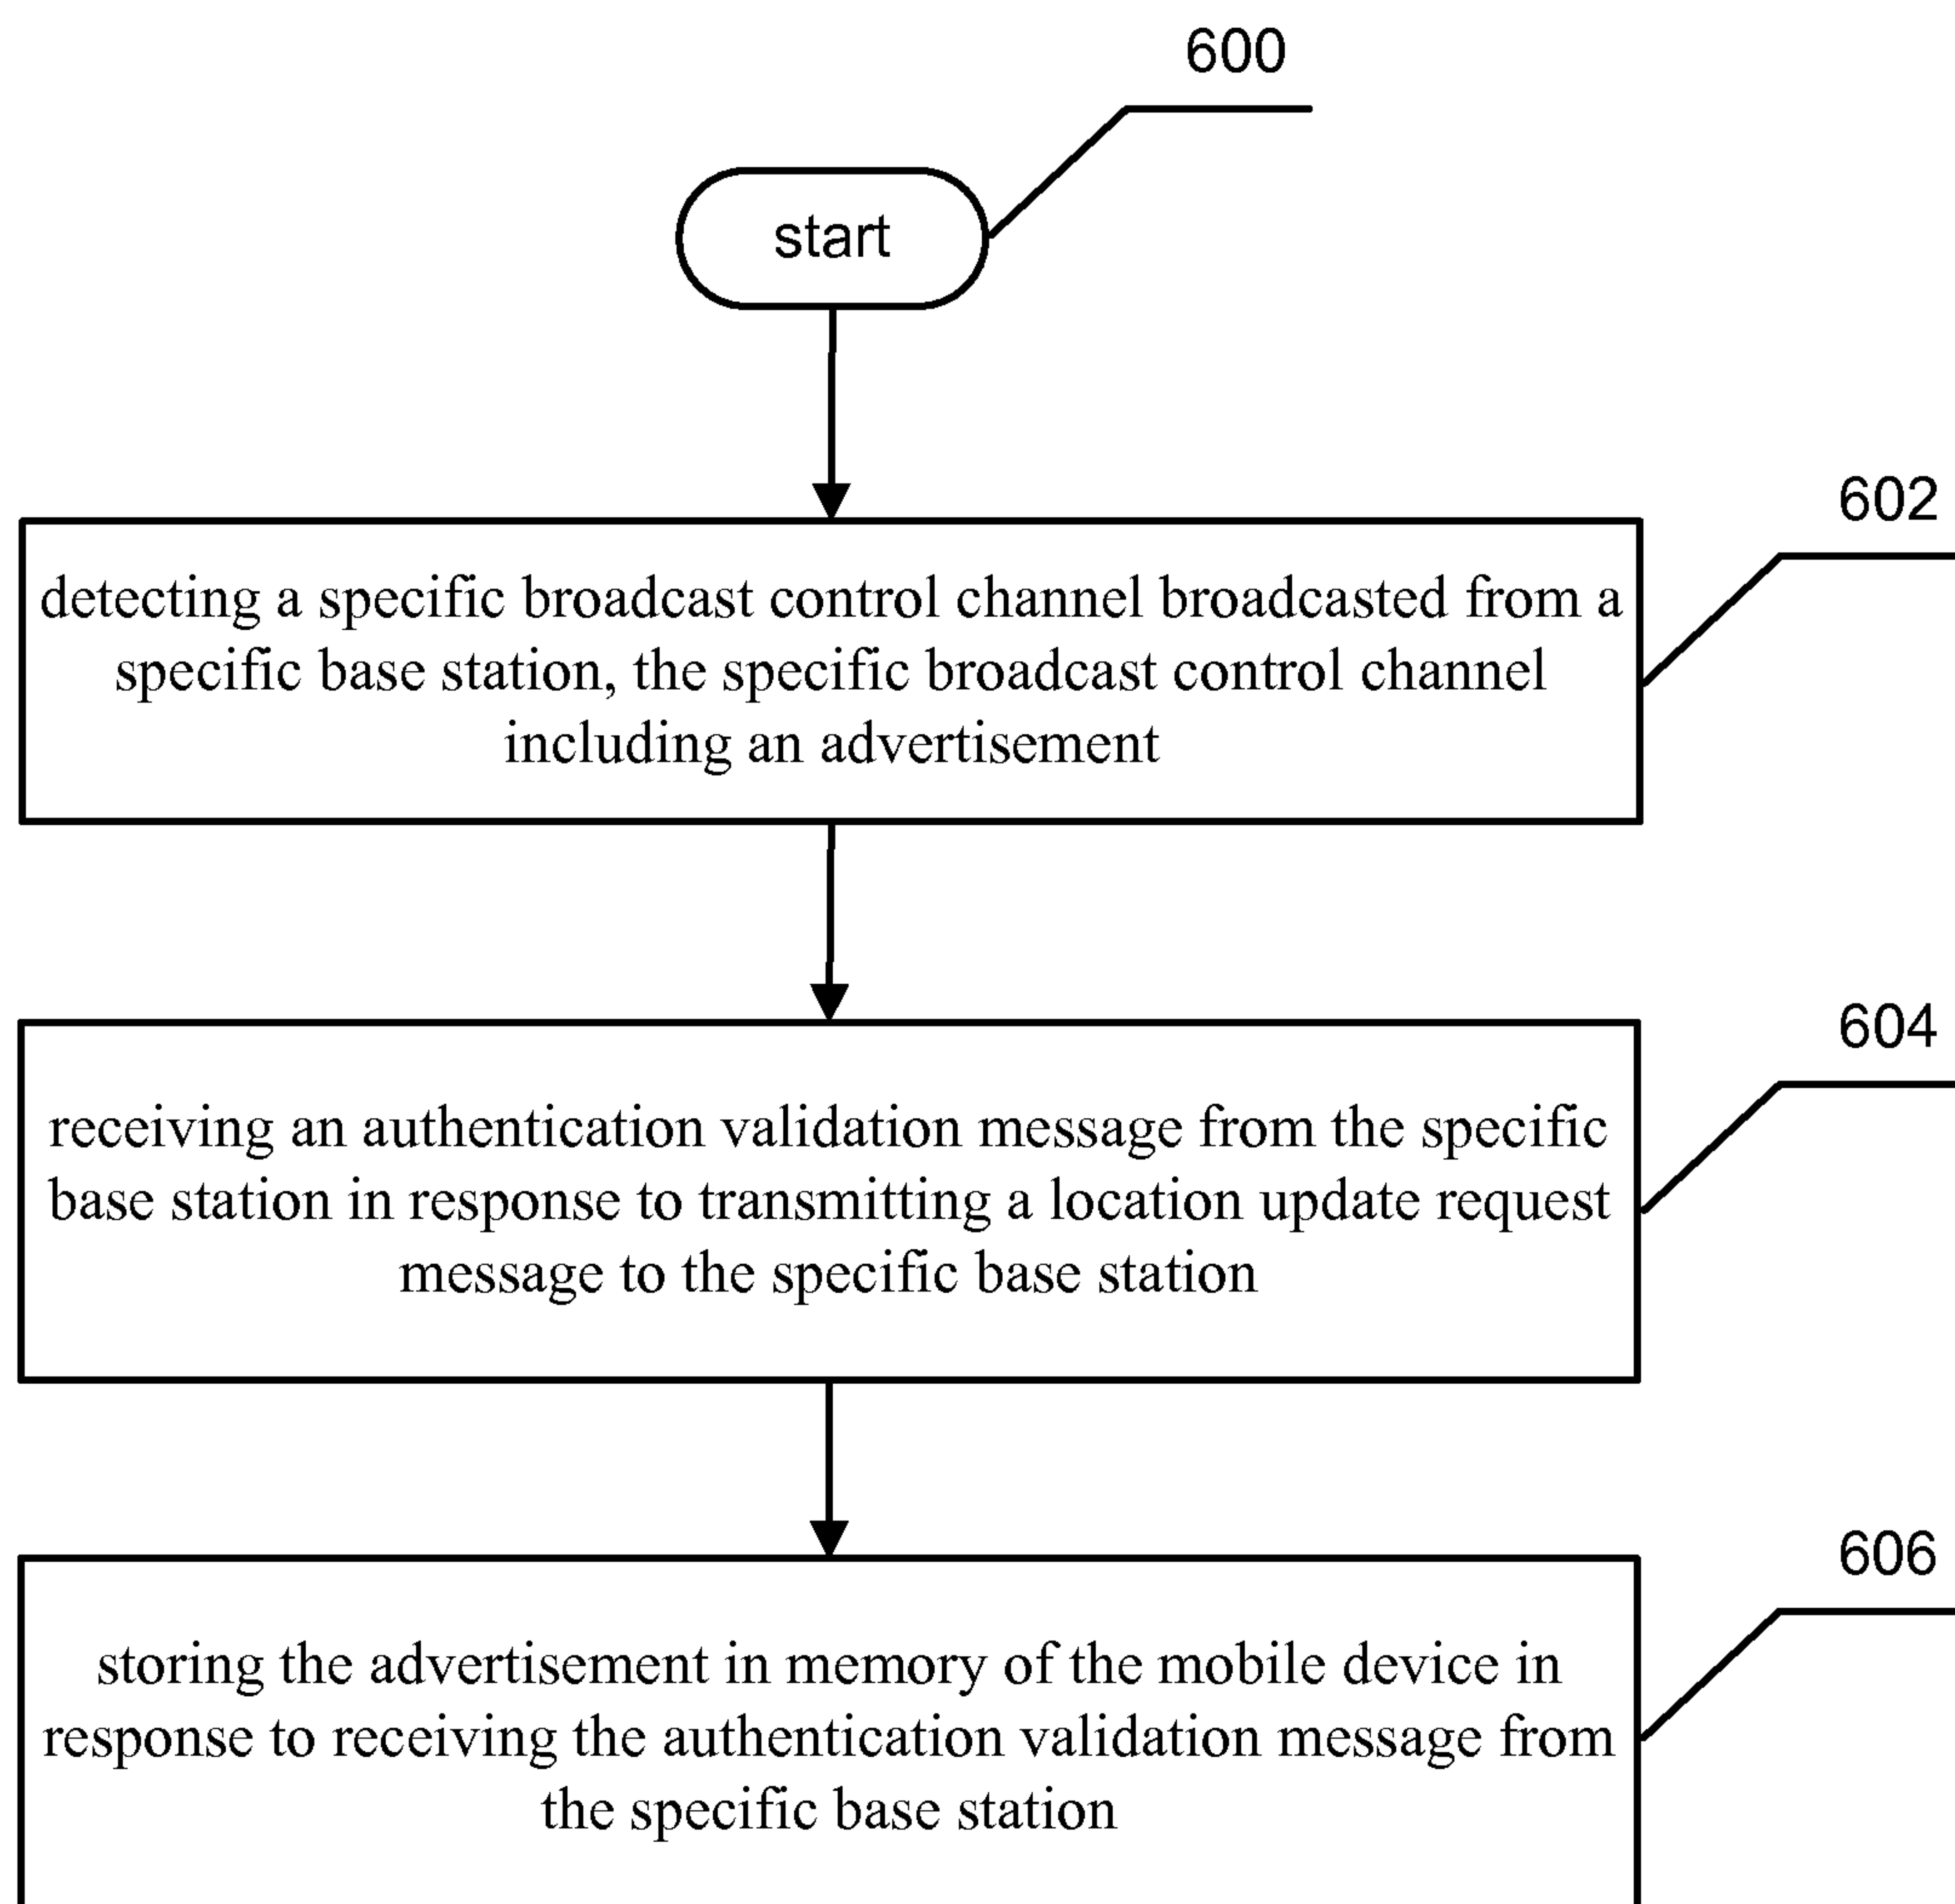 600
start
602
detecting a specific broadcast control channel broadcasted from a
specific base station, the specific broadcast control channel
including an advertisement
604
receiving an authentication validation message from the specific
base station in response to transmitting a location update request
message to the specific base station
606
storing the advertisement in memory of the mobile device in
response to receiving the authentication validation message from
the specific base station